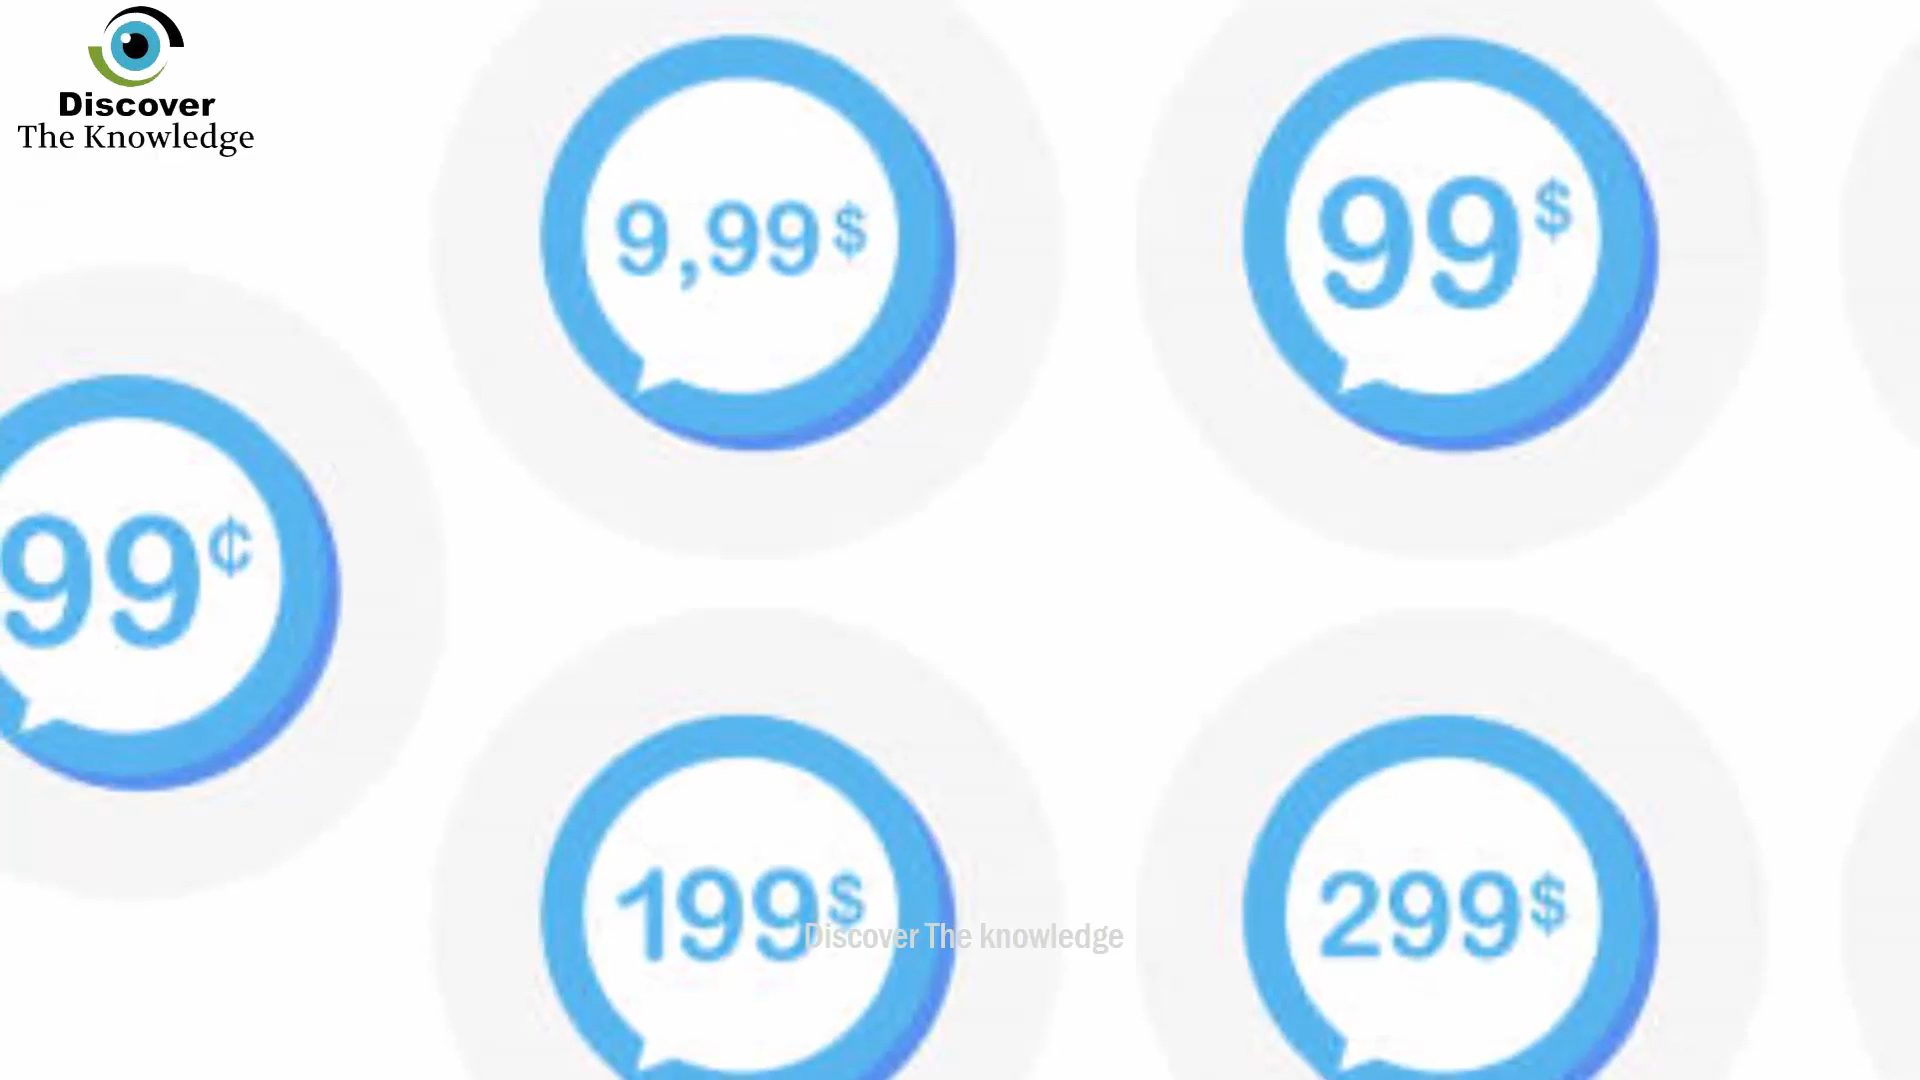 Discover
The Knowledge
9,99$
99$
99¢
199$
299$
Discover The knowledge